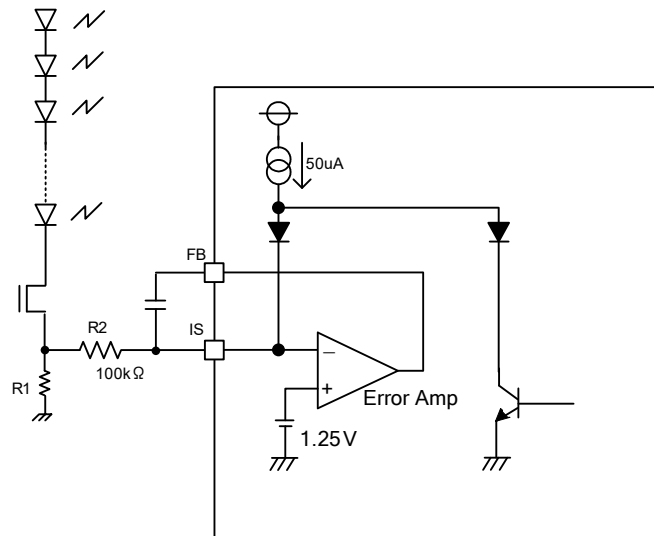 50uA
FB
IS
R2
100kΩ
R1
−
+
Error Amp
1.25V